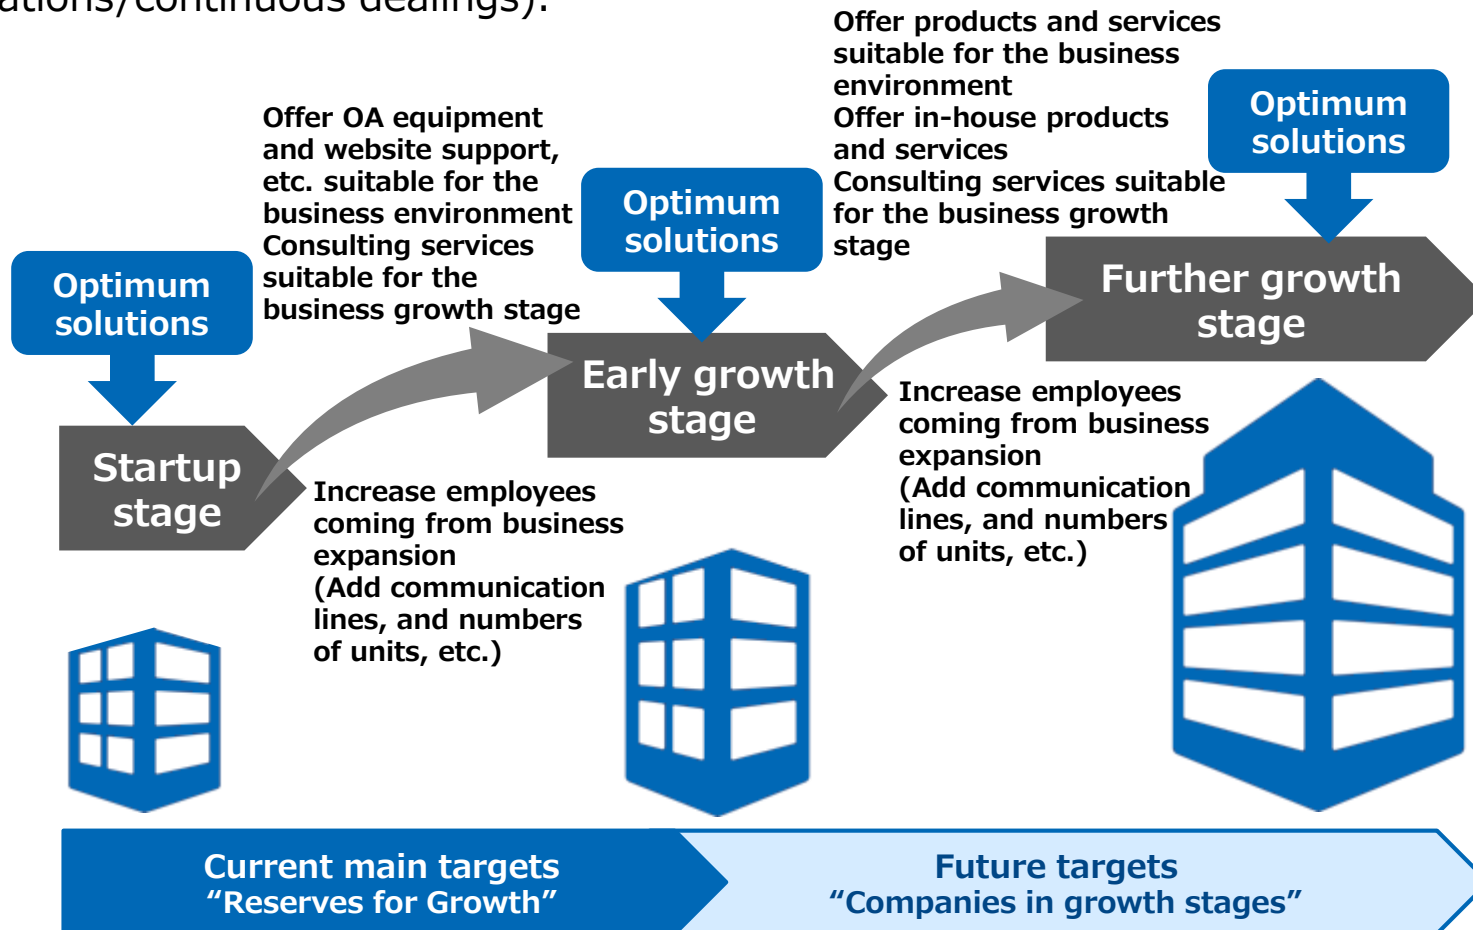 ations/continuous dealings).
Offer products and services
suitable for the business
environment
Offer in-house products
and services
Consulting services suitable
for the business growth
stage
Optimum
solutions
Offer OA equipment
and website support,
etc. suitable for the
business environment
Consulting services
suitable for the
business growth stage
Optimum
solutions
Optimum
solutions
Further growth
stage
Early growth
stage
Startup
stage
Increase employees
coming from business
expansion
(Add communication
lines, and numbers
of units, etc.)
Increase employees
coming from business
expansion
(Add communication
lines, and numbers
of units, etc.)
Current main targets
“Reserves for Growth”
Future targets
“Companies in growth stages”